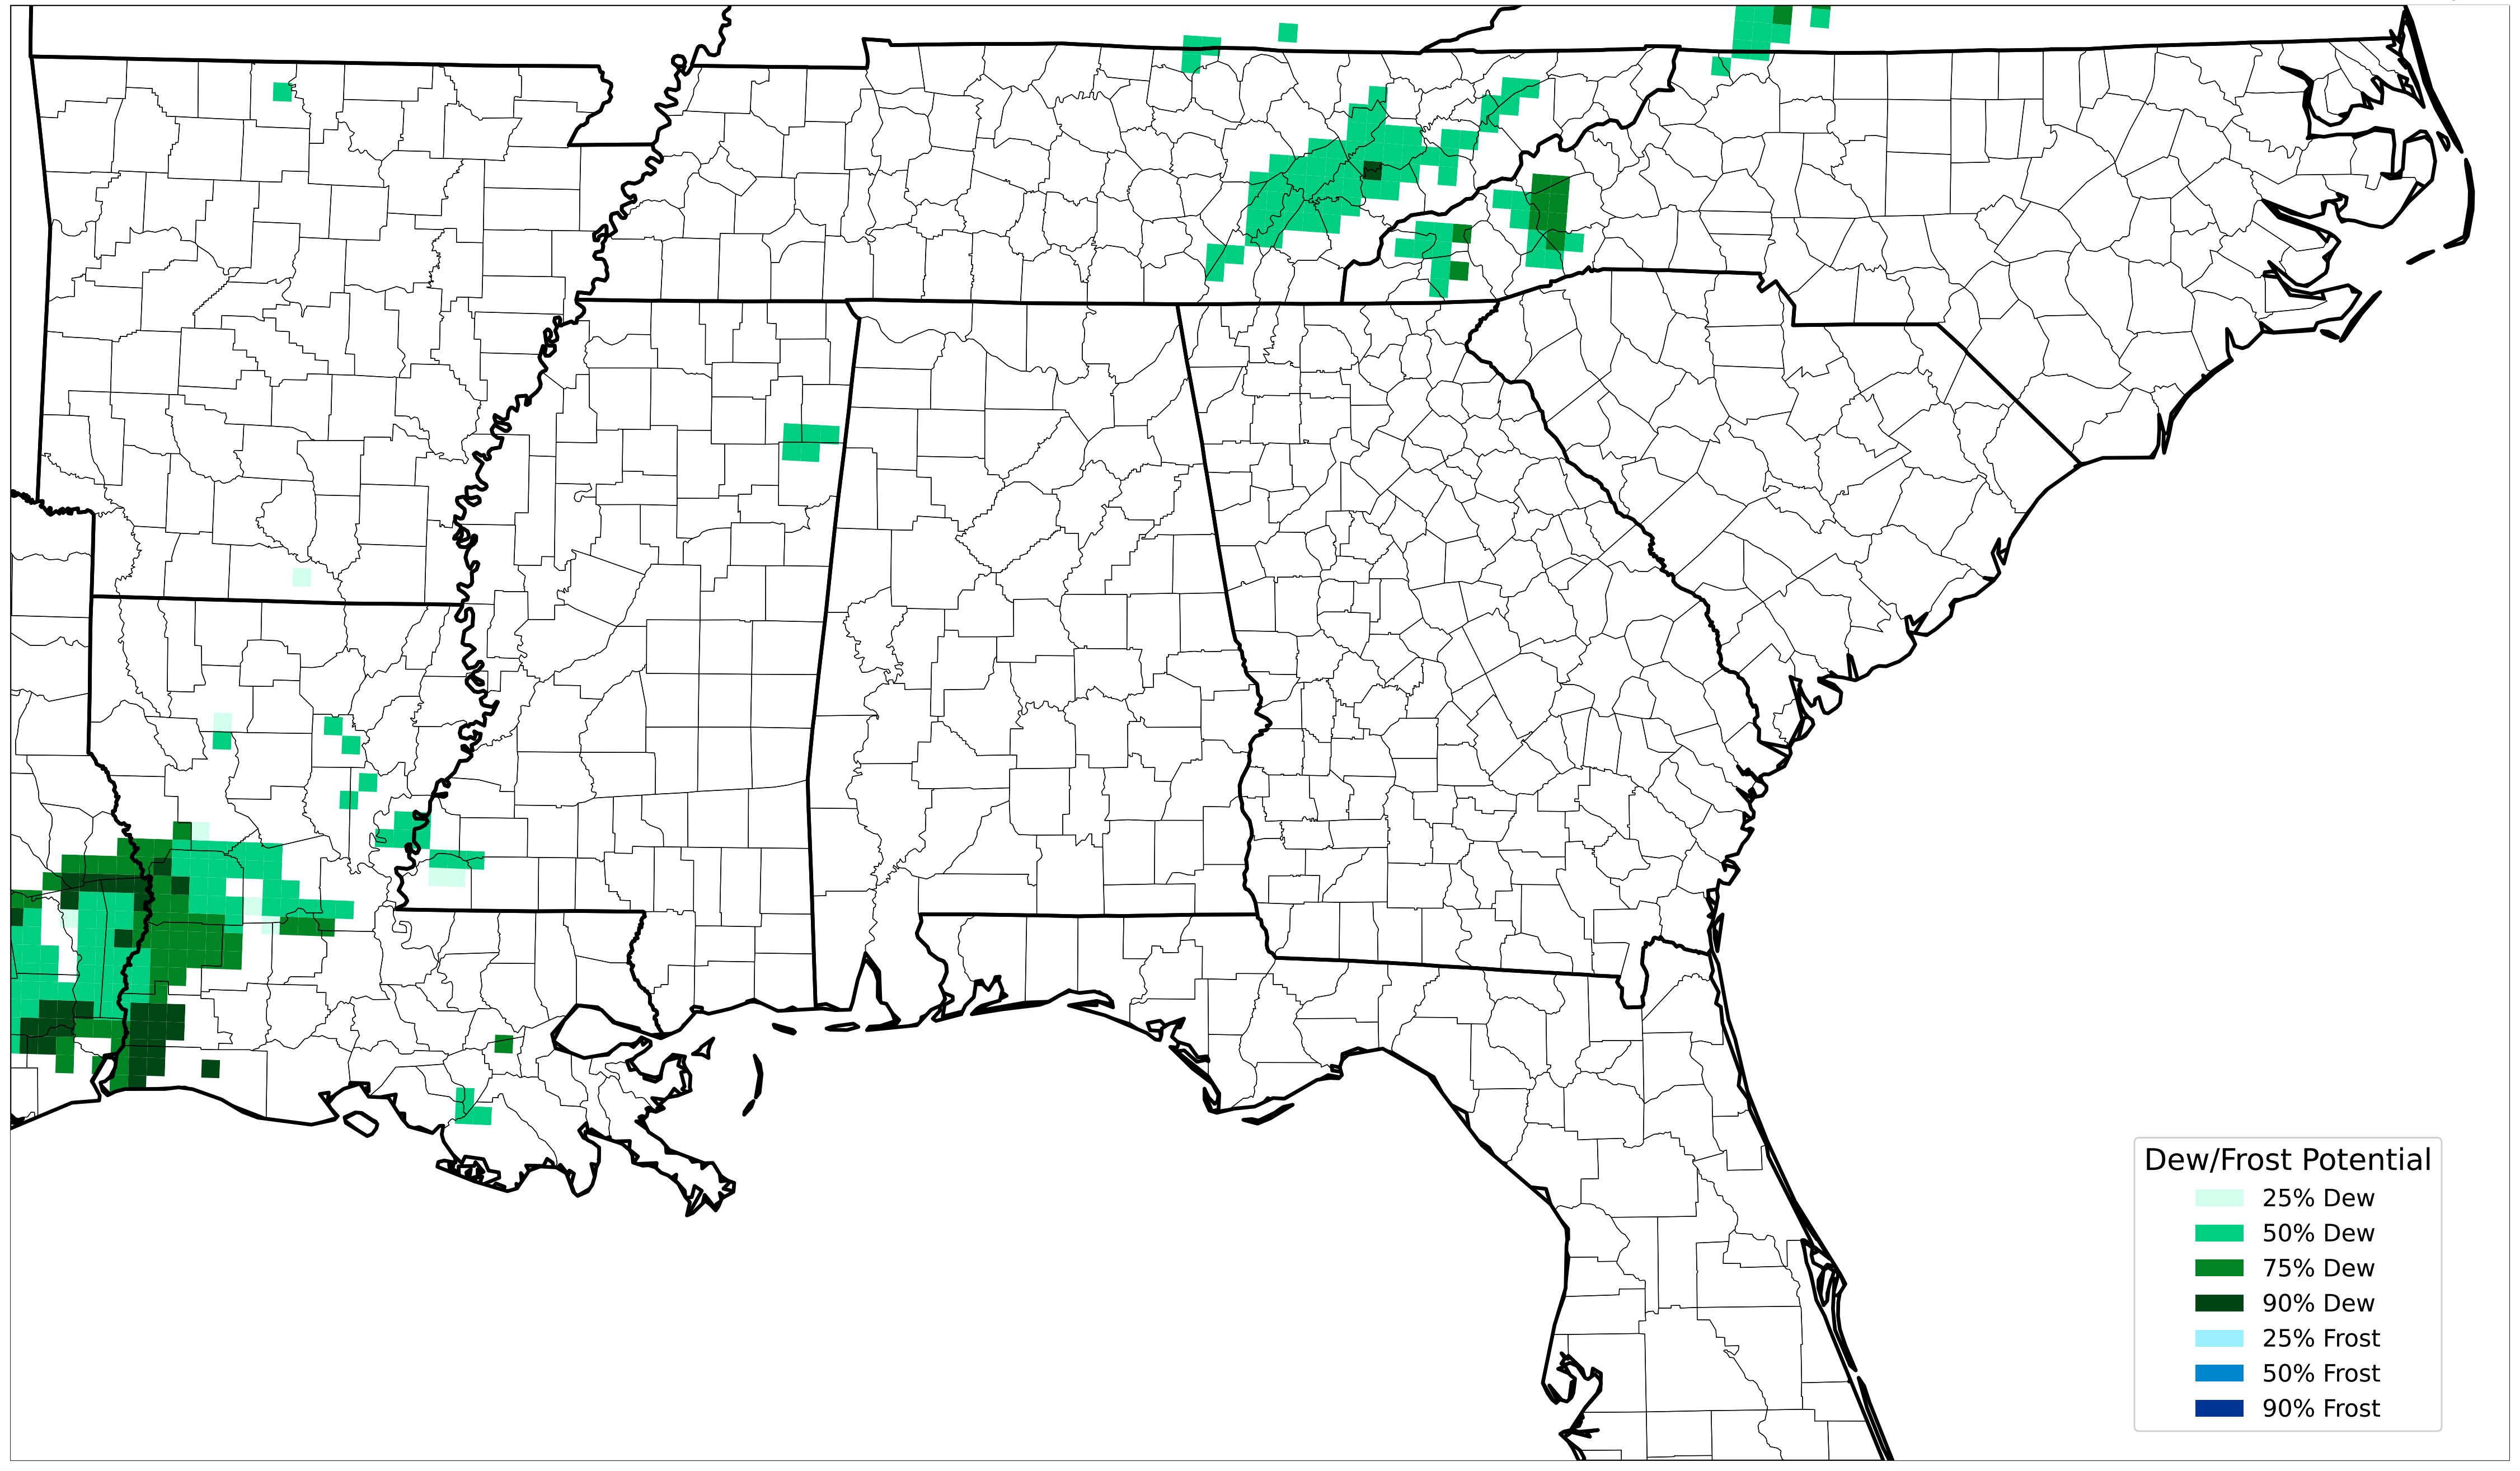 Dew/Frost Potential
25% Dew
50% Dew
75% Dew
90% Dew
25% Frost
50% Frost
90% Frost